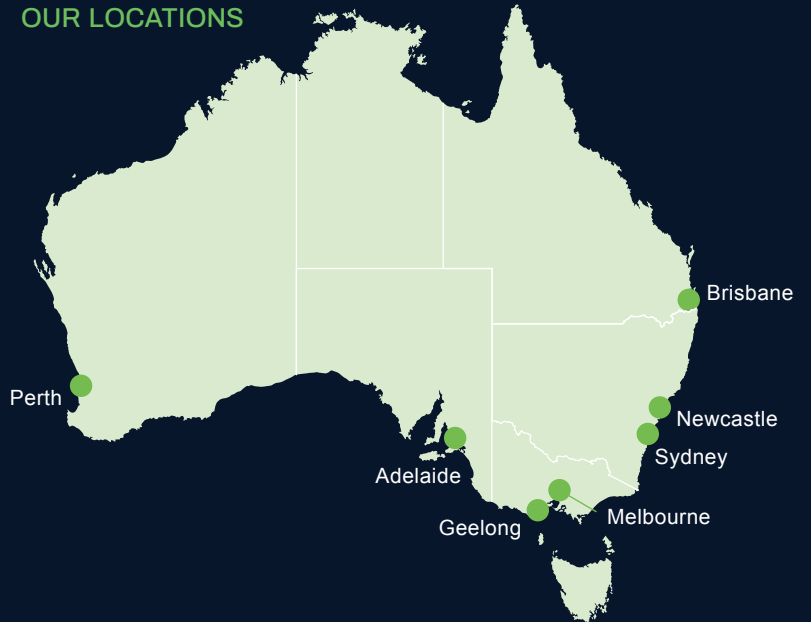 OUR LOCATIONS
Brisbane
Perth
Newcastle
Sydney
Adelaide
Melbourne
Geelong